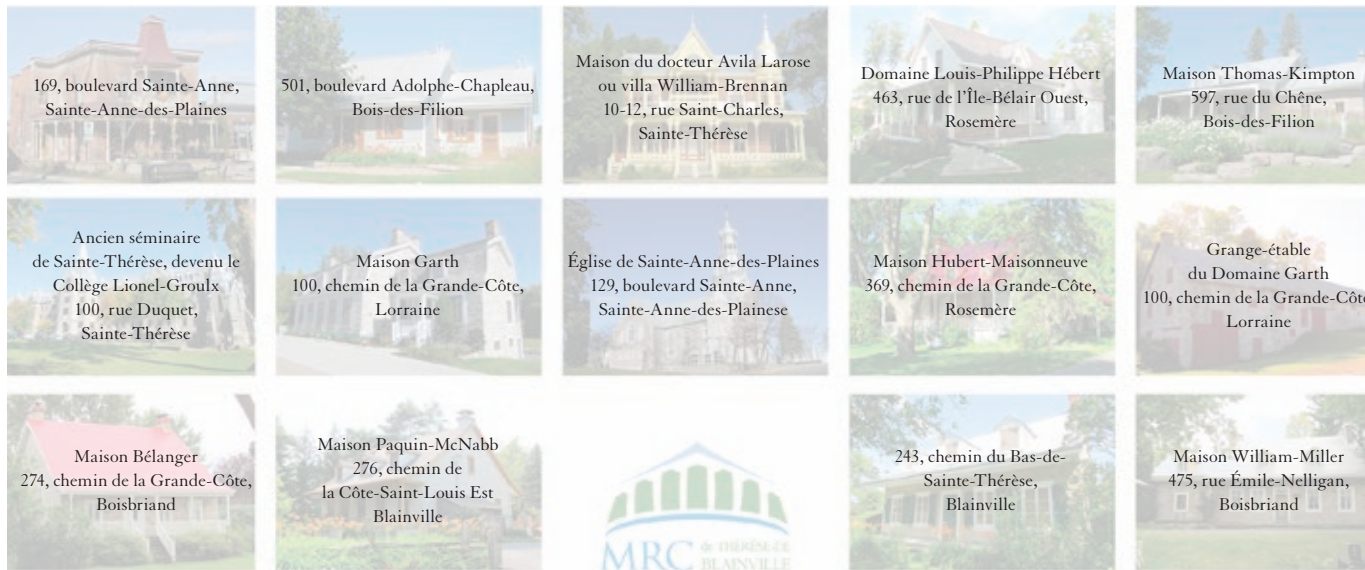 169, boulevard Sainte-Anne,
Sainte-Anne-des-Plaines
501, boulevard Adolphe-Chapleau,
Bois-des-Filion
Maison du docteur Avila Larose
ou villa William-Brennan
10-12, rue Saint-Charles,
Sainte-Thérèse
Domaine Louis-Philippe Hébert
463, rue de l’Île-Bélair Ouest,
Rosemère
Maison Thomas-Kimpton
597, rue du Chêne,
Bois-des-Filion
Ancien séminaire
de Sainte-Thérèse, devenu le
Collège Lionel-Groulx
100, rue Duquet,
Sainte-Thérèse
Maison Garth
100, chemin de la Grande-Côte,
Lorraine
Église de Sainte-Anne-des-Plaines
129, boulevard Sainte-Anne,
Sainte-Anne-des-Plainese
Maison Hubert-Maisonneuve
369, chemin de la Grande-Côte,
Rosemère
Grange-étable
du Domaine Garth
100, chemin de la Grande-Côte
Lorraine
Maison Bélanger
274, chemin de la Grande-Côte,
Boisbriand
Maison Paquin-McNabb
276, chemin de
la Côte-Saint-Louis Est
Blainville
MRC de THÉRÈSE-DE
BLAINVILLE
243, chemin du Bas-de-
Sainte-Thérèse,
Blainville
Maison William-Miller
475, rue Émile-Nelligan,
Boisbriand